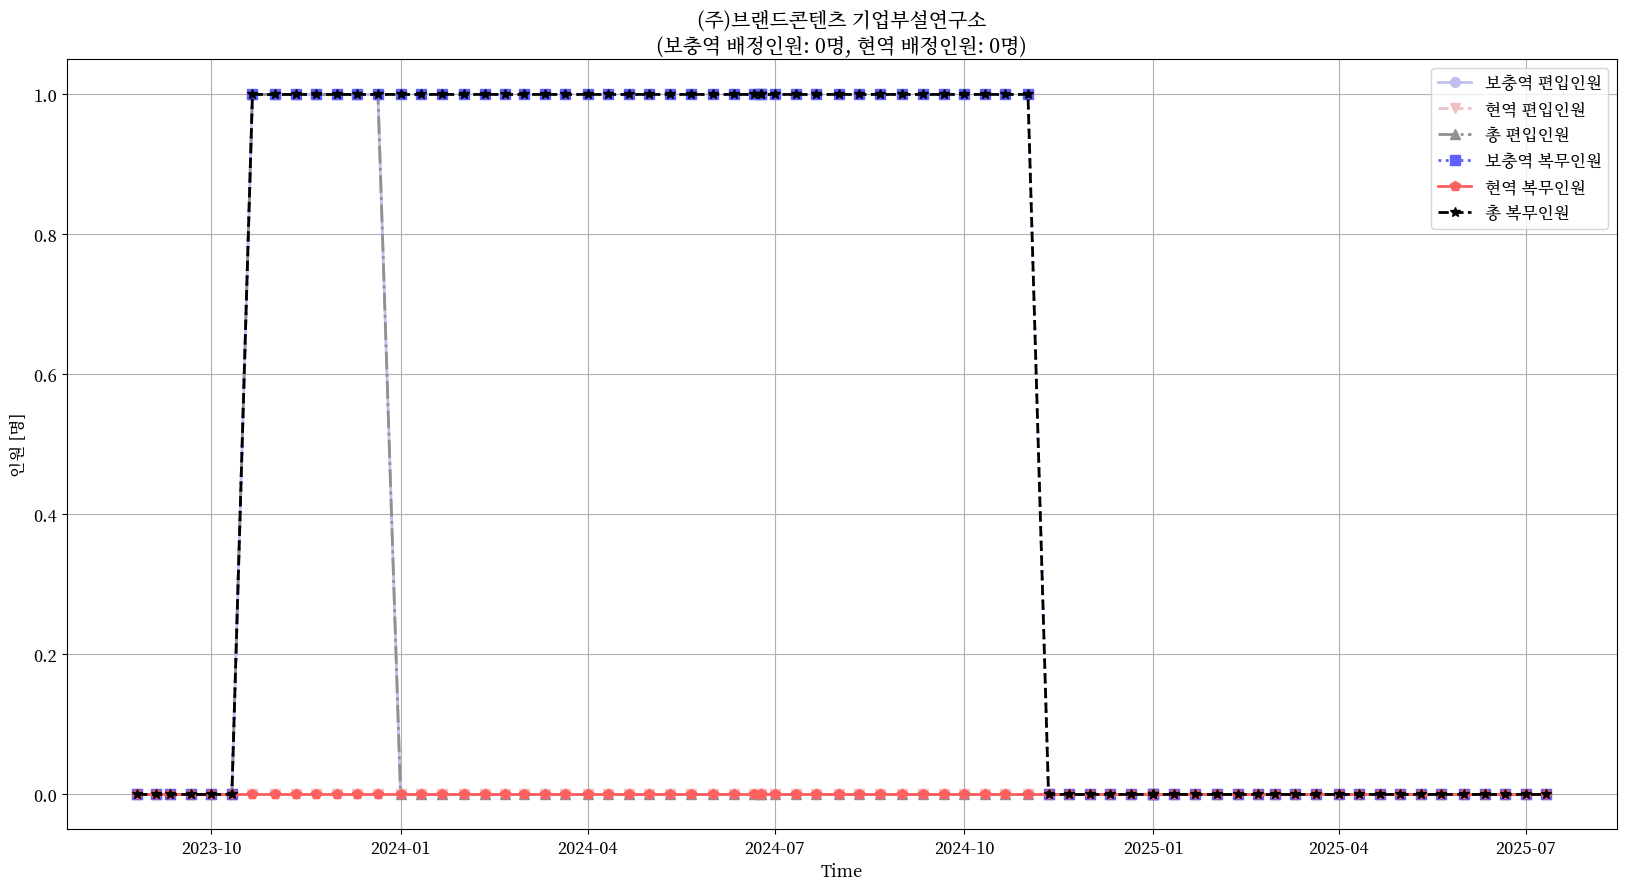 (주)브랜드콘텐츠 기업부설연구소
(보충역 배정인원: 0명, 현역 배정인원: 0명)
보충역 편입인원
현역 편입인원
총 편입인원
보충역 복무인원
현역 복무인원
총 복무인원
인원 [명]
1.0
0.8
0.6
0.4
0.2
0.0
2023-10
2024-01
2024-04
2024-07
2024-10
2025-01
2025-04
2025-07
Time